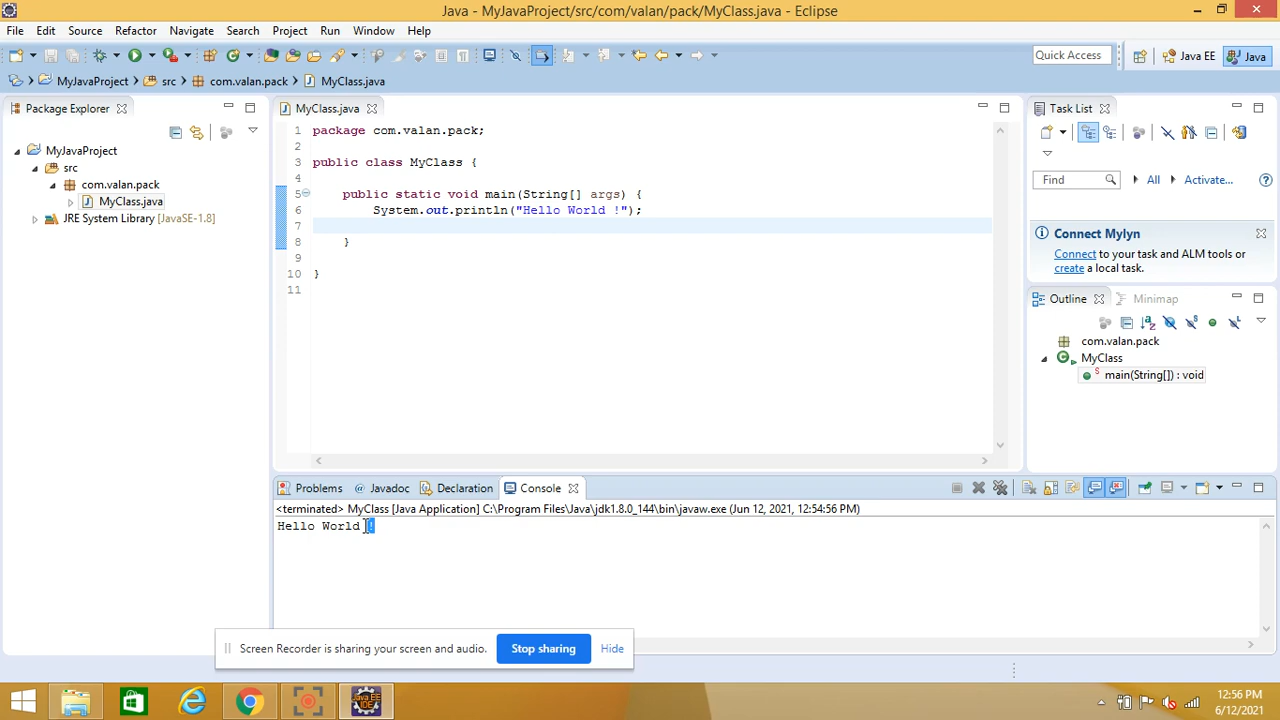 Java - MyJavaProject/src/com/valan/pack/MyClass.java - Eclipse
File Edit Source Refactor Navigate Search Project Run Window Help
Quick Access
Java EE
Java
MyJavaProject src com.valan.pack MyClass.java
Package Explorer
MyJavaProject
src
com.valan.pack
MyClass.java
JRE System Library [JavaSE-1.8]
MyClass.java
1 package com.valan.pack;
2
3 public class MyClass {
4
5 public static void main(String[] args) {
6 System.out.println("Hello World !");
7
8 }
9
10 }
11
Task List
Find
All
Activate...
Connect Mylyn
Connect to your task and ALM tools or
create a local task.
Outline
Minimap
com.valan.pack
MyClass
main(String[]) : void
Problems
@ Javadoc
Declaration
Console
<terminated> MyClass [Java Application] C:\Program Files\Java\jdk1.8.0_144\bin\javaw.exe (Jun 12, 2021, 12:54:56 PM)
Hello World !
Screen Recorder is sharing your screen and audio.
Stop sharing
Hide
Java EE
IDE
12:56 PM
6/12/2021